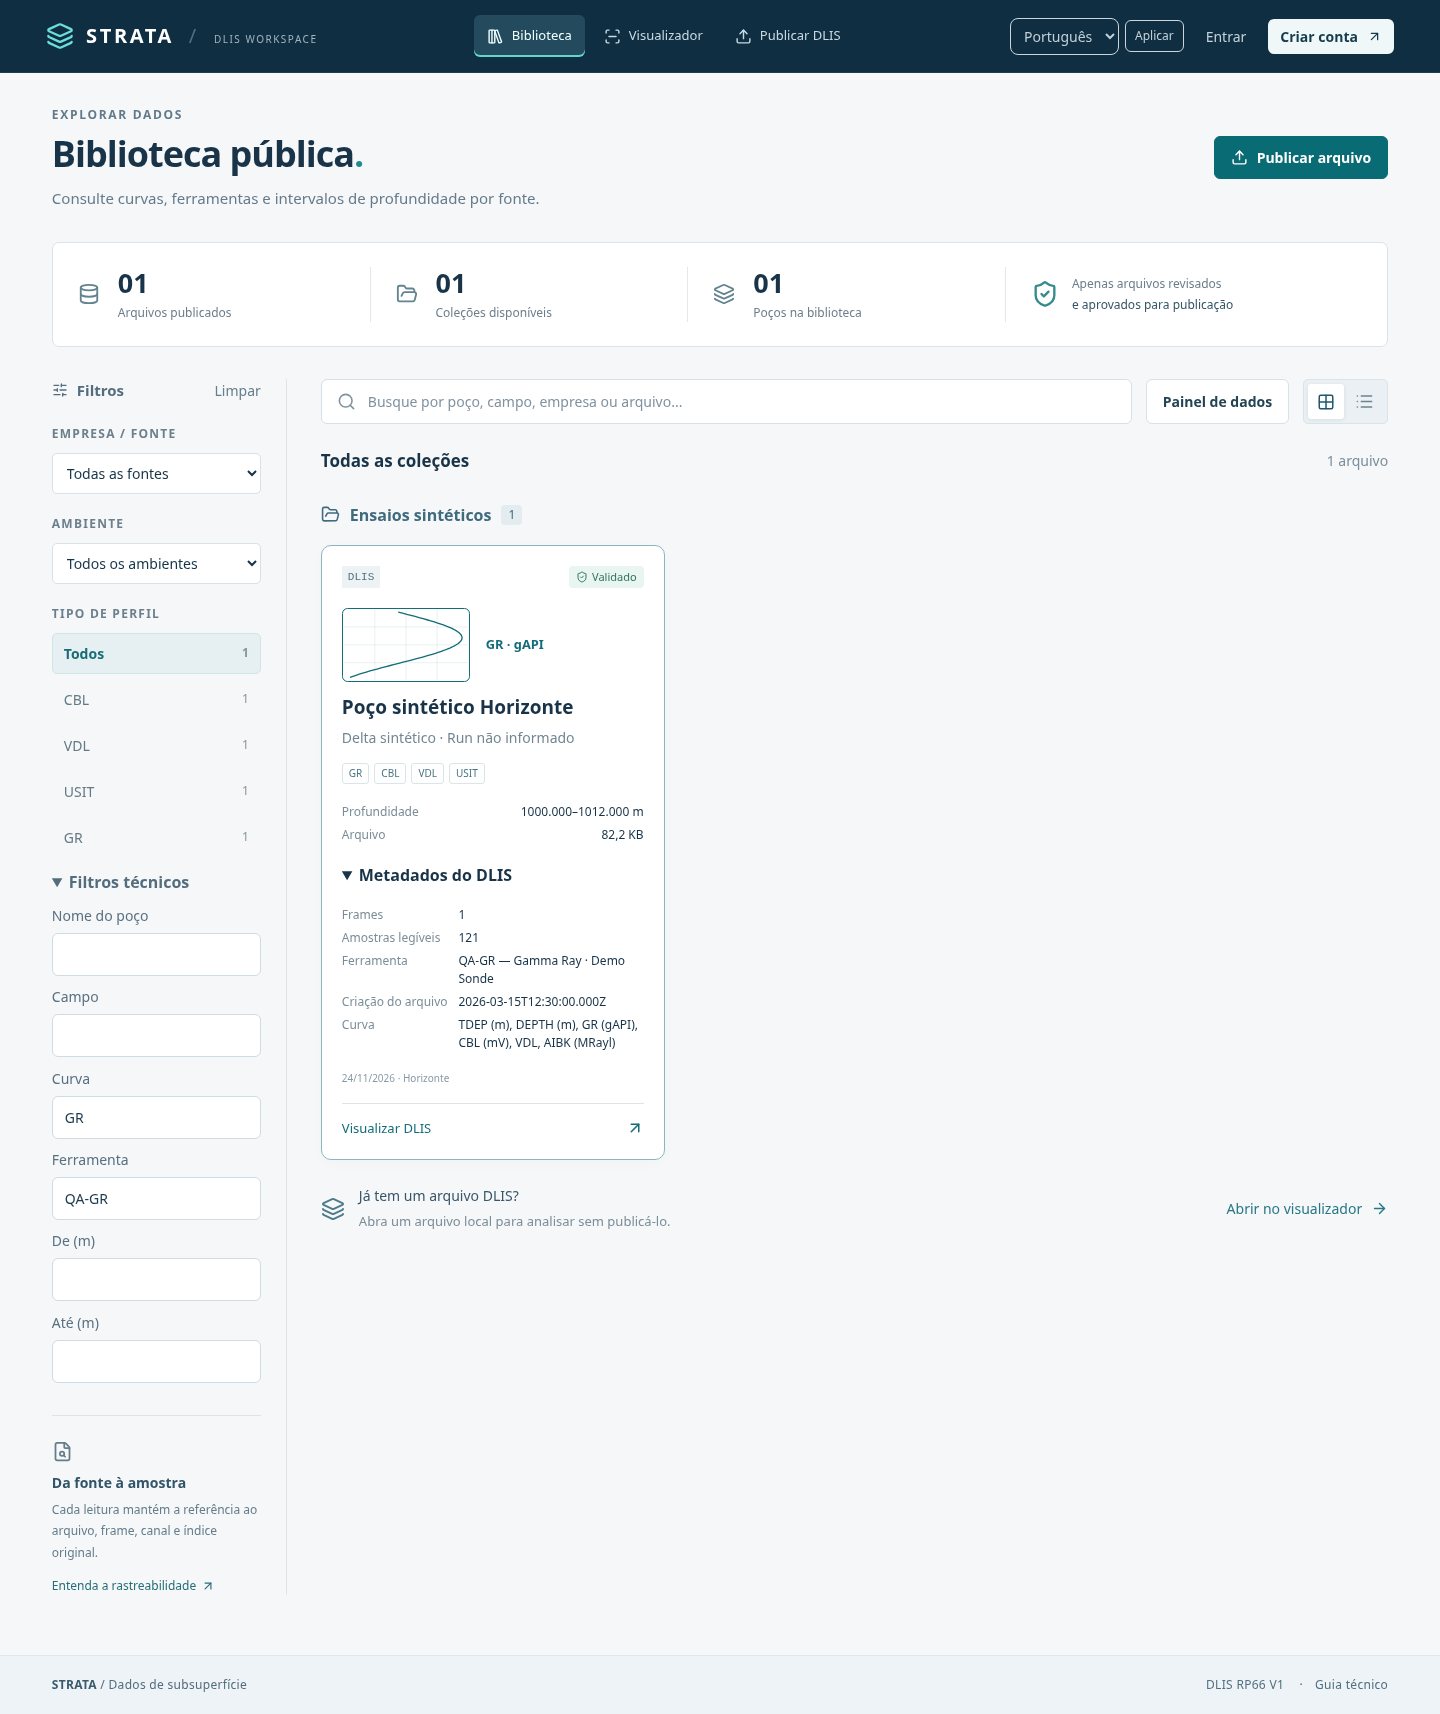 STRATA / DLIS WORKSPACE
Biblioteca
Visualizador
Publicar DLIS
Português
Aplicar
Entrar
Criar conta
EXPLORAR DADOS
Biblioteca pública.
Consulte curvas, ferramentas e intervalos de profundidade por fonte.
Publicar arquivo
01
Arquivos publicados
01
Coleções disponíveis
01
Poços na biblioteca
Apenas arquivos revisados
e aprovados para publicação
Filtros
Limpar
EMPRESA / FONTE
Todas as fontes
AMBIENTE
Todos os ambientes
TIPO DE PERFIL
Todos 1
CBL 1
VDL 1
USIT 1
GR 1
Filtros técnicos
Nome do poço
Campo
Curva
GR
Ferramenta
QA-GR
De (m)
Até (m)
Da fonte à amostra
Cada leitura mantém a referência ao
arquivo, frame, canal e índice
original.
Entenda a rastreabilidade
Busque por poço, campo, empresa ou arquivo...
Painel de dados
Todas as coleções
1 arquivo
Ensaios sintéticos 1
DLIS
Validado
GR · gAPI
Poço sintético Horizonte
Delta sintético · Run não informado
GR CBL VDL USIT
Profundidade 1000.000–1012.000 m
Arquivo 82,2 KB
Metadados do DLIS
Frames 1
Amostras legíveis 121
Ferramenta QA-GR — Gamma Ray · Demo
Sonde
Criação do arquivo 2026-03-15T12:30:00.000Z
Curva TDEP (m), DEPTH (m), GR (gAPI),
CBL (mV), VDL, AIBK (MRayl)
24/11/2026 · Horizonte
Visualizar DLIS
Já tem um arquivo DLIS?
Abra um arquivo local para analisar sem publicá-lo.
Abrir no visualizador
STRATA / Dados de subsuperfície
DLIS RP66 V1 · Guia técnico